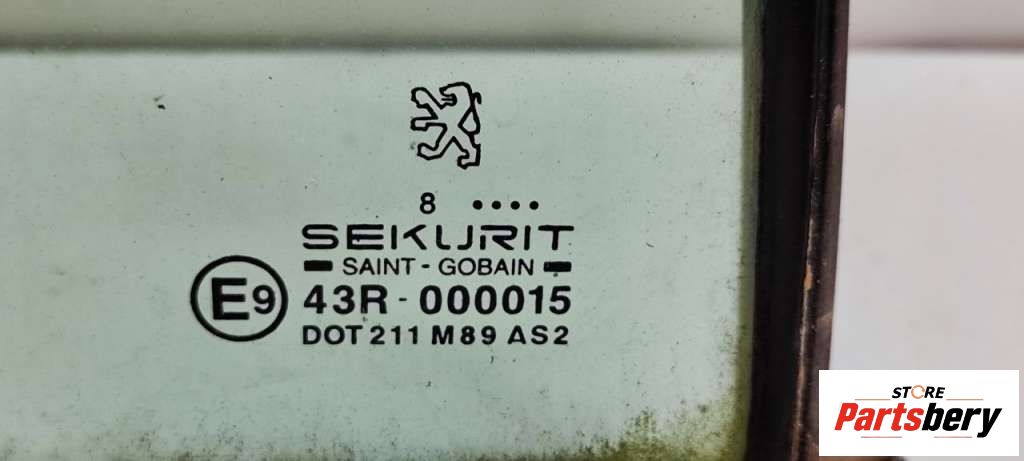 8 ••••
SEKURIT
SAINT - GOBAIN
E9
43R - 000015
DOT 211 M89 AS2
STORE
Partsbery